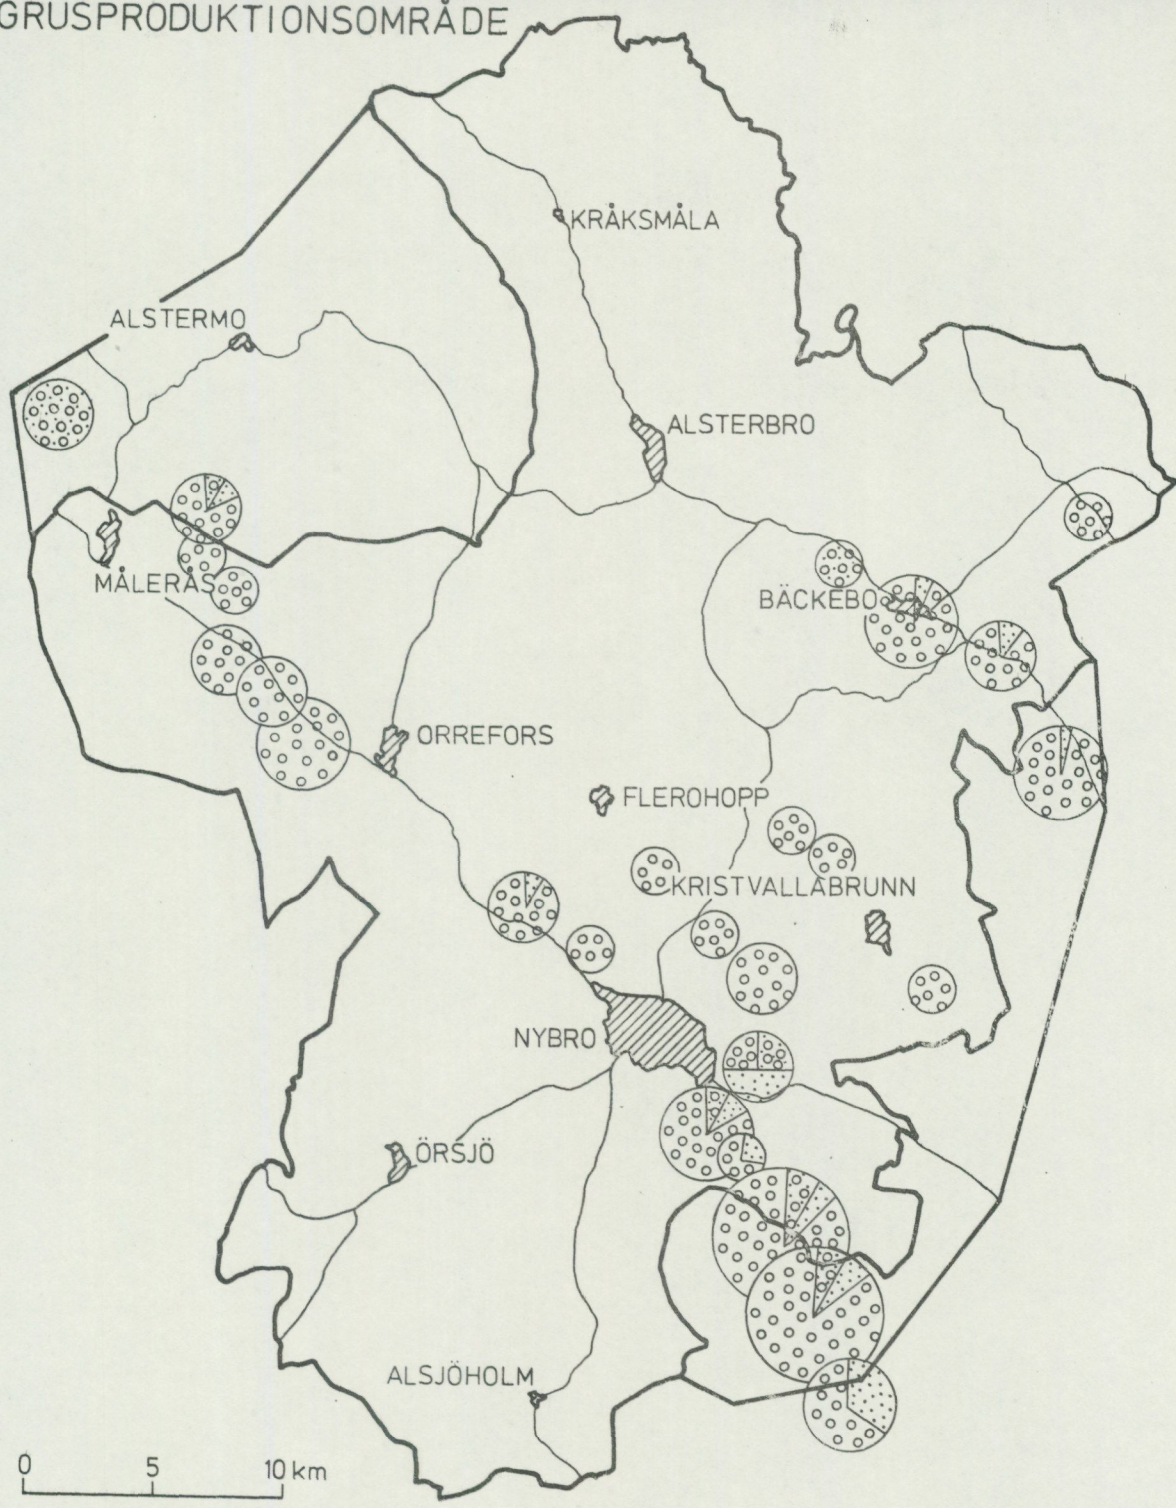 GRUSPRODUKTIONSOMRÅDE
KRÅKSMÅLA
ALSTERMO
ALSTERBRO
MÅLERÅS
BÄCKEBO
ORREFORS
FLEROHOPP
KRISTVALLABRUNN
NYBRO
ÖRSJÖ
ALSJÖHOLM
0 5 10 km